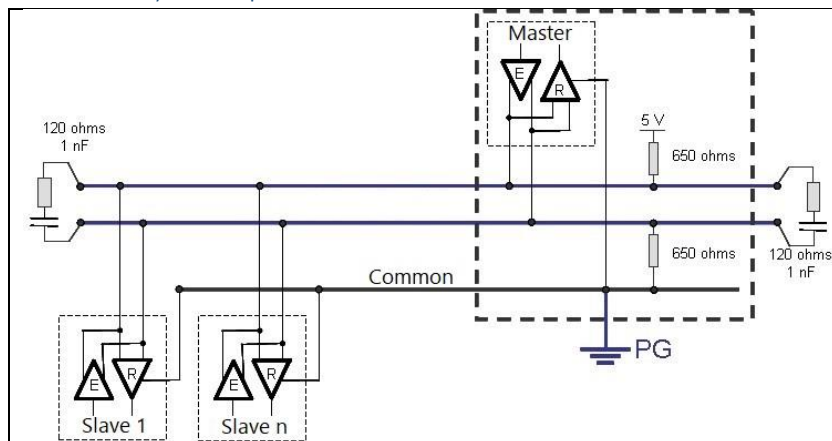 Master
E
R
5 V
650 ohms
120 ohms
1 nF
650 ohms
120 ohms
1 nF
Common
PG
E
R
Slave 1
E
R
Slave n